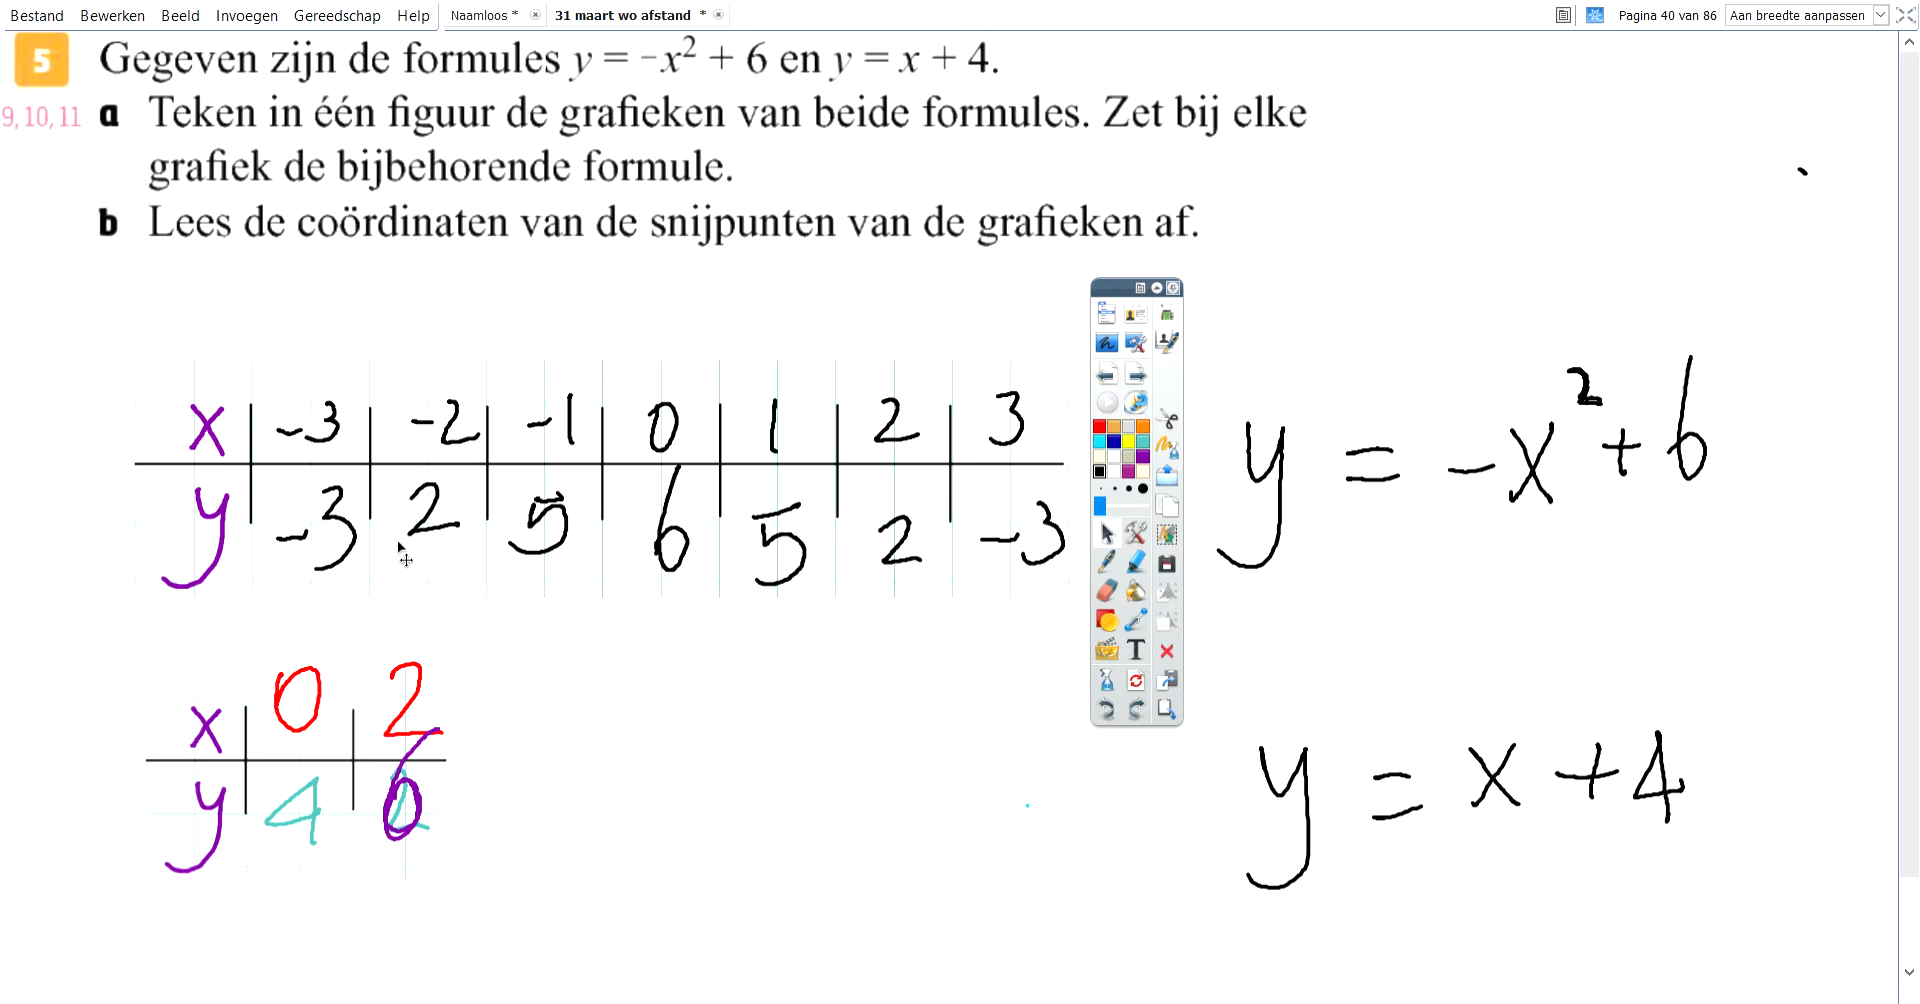 Bestand Bewerken Beeld Invoegen Gereedschap Help Naamloos * 31 maart wo afstand * Pagina 40 van 86 Aan breedte aanpassen
5 Gegeven zijn de formules y = -x² + 6 en y = x + 4.
9, 10, 11 a Teken in één figuur de grafieken van beide formules. Zet bij elke
grafiek de bijbehorende formule.
b Lees de coördinaten van de snijpunten van de grafieken af.
x -3 -2 -1 0 1 2 3
y -3 2 5 6 5 2 -3
y = -x² + 6
x 0 2
y 4 6
y = x + 4